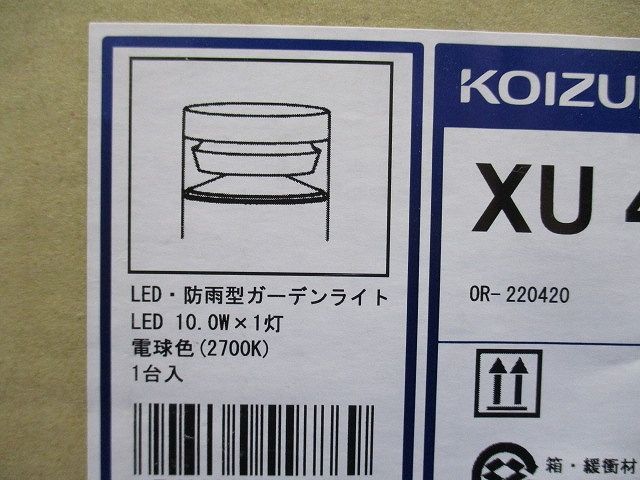 LED・防雨型ガーデンライト
LED 10.0W×1灯
電球色(2700K)
1台入
KOIZU
XU
OR-220420
箱・緩衝材